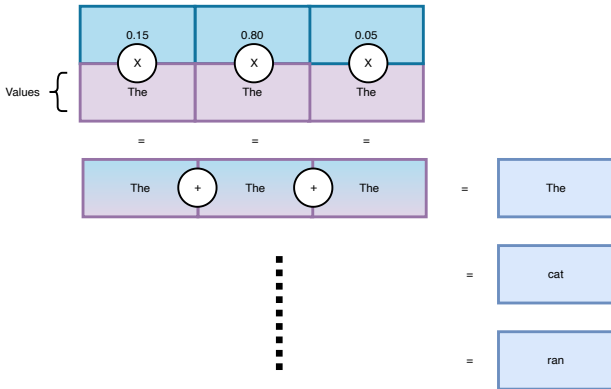 0.15 0.80 0.05
X X X
Values The The The
= = =
The + The + The = The
= cat
= ran